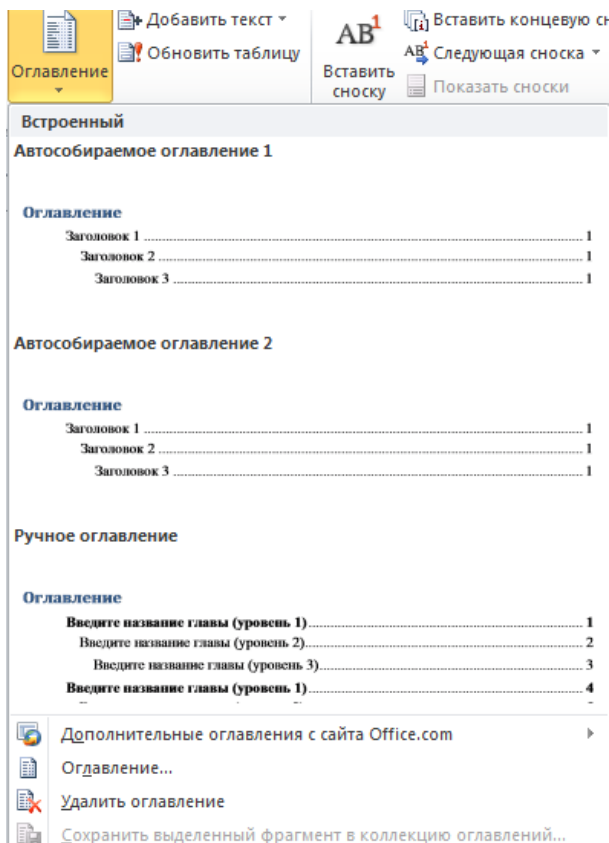 Добавить текст
Вставить концевую сн
Обновить таблицу
AB1
AB1 Следующая сноска
Оглавление
Вставить сноску
Показать сноски
Встроенный
Автособираемое оглавление 1
Оглавление
Заголовок 1 1
Заголовок 2 1
Заголовок 3 1
Автособираемое оглавление 2
Оглавление
Заголовок 1 1
Заголовок 2 1
Заголовок 3 1
Ручное оглавление
Оглавление
Введите название главы (уровень 1) 1
Введите название главы (уровень 2) 2
Введите название главы (уровень 3) 3
Введите название главы (уровень 1) 4
Дополнительные оглавления с сайта Office.com
Оглавление...
Удалить оглавление
Сохранить выделенный фрагмент в коллекцию оглавлений...